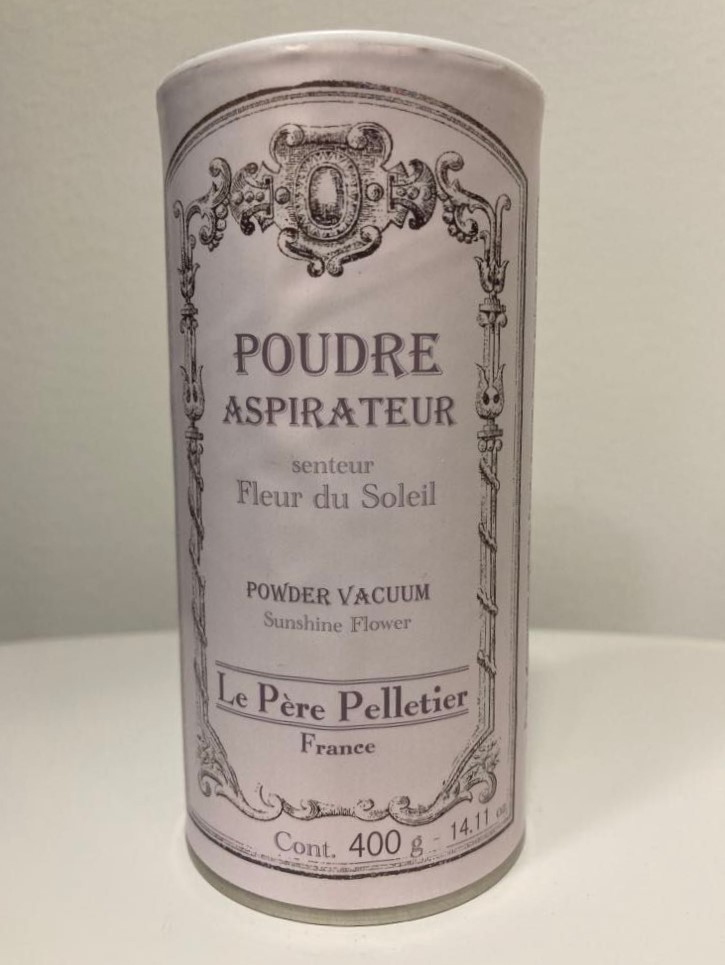 POUDRE
ASPIRATEUR
senteur
Fleur du Soleil
POWDER VACUUM
Sunshine Flower
Le Père Pelletier
France
Cont. 400 g - 14.11 oz